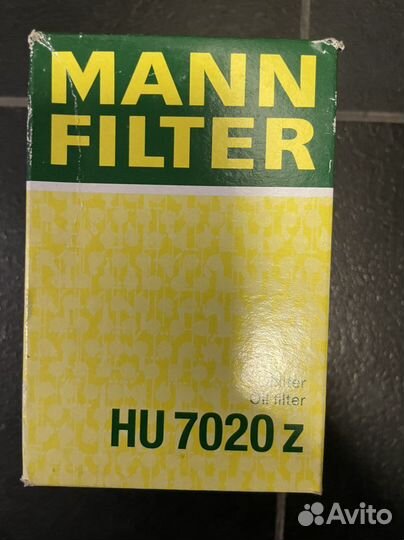 MANN
FILTER
Oil filter
HU 7020 z
Avito